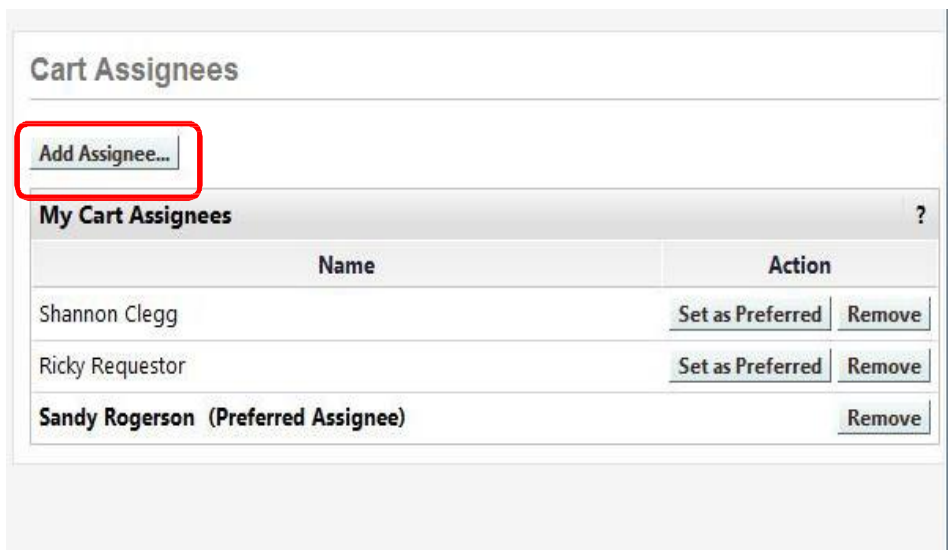 Cart Assignees
Add Assignee...
My Cart Assignees ?
Name Action
Shannon Clegg Set as Preferred Remove
Ricky Requestor Set as Preferred Remove
Sandy Rogerson (Preferred Assignee) Remove